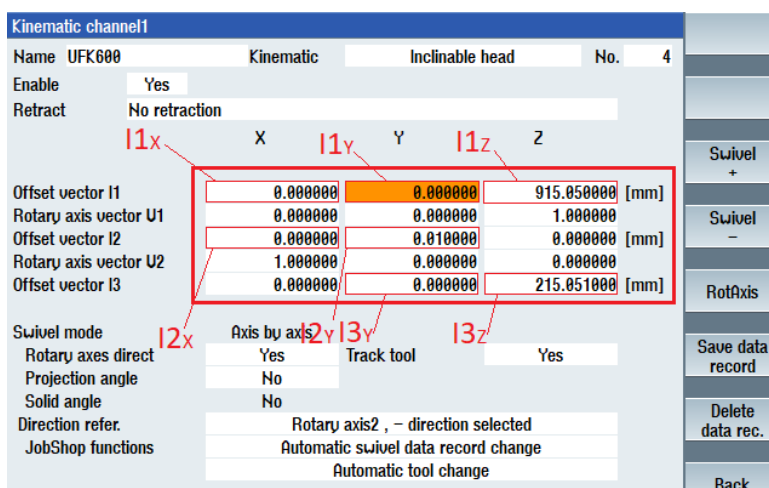 Kinematic channel1
Name UFK600 Kinematic Inclinable head No. 4
Enable Yes
Retract No retraction
I1X X I1Y Y I1Z Z
Swivel
+
Offset vector I1 0.000000 0.000000 915.050000 [mm]
Rotary axis vector U1 0.000000 0.000000 1.000000
Swivel
−
Offset vector I2 0.000000 0.010000 0.000000 [mm]
Rotary axis vector U2 1.000000 0.000000 0.000000
Offset vector I3 0.000000 0.000000 215.051000 [mm]
RotAxis
I2X I2Y I3Y I3Z
Swivel mode Axis by axis
Rotary axes direct Yes Track tool Yes
Save data
record
Projection angle No
Solid angle No
Direction refer. Rotary axis2 , − direction selected
Delete
data rec.
JobShop functions Automatic swivel data record change
Automatic tool change
Back